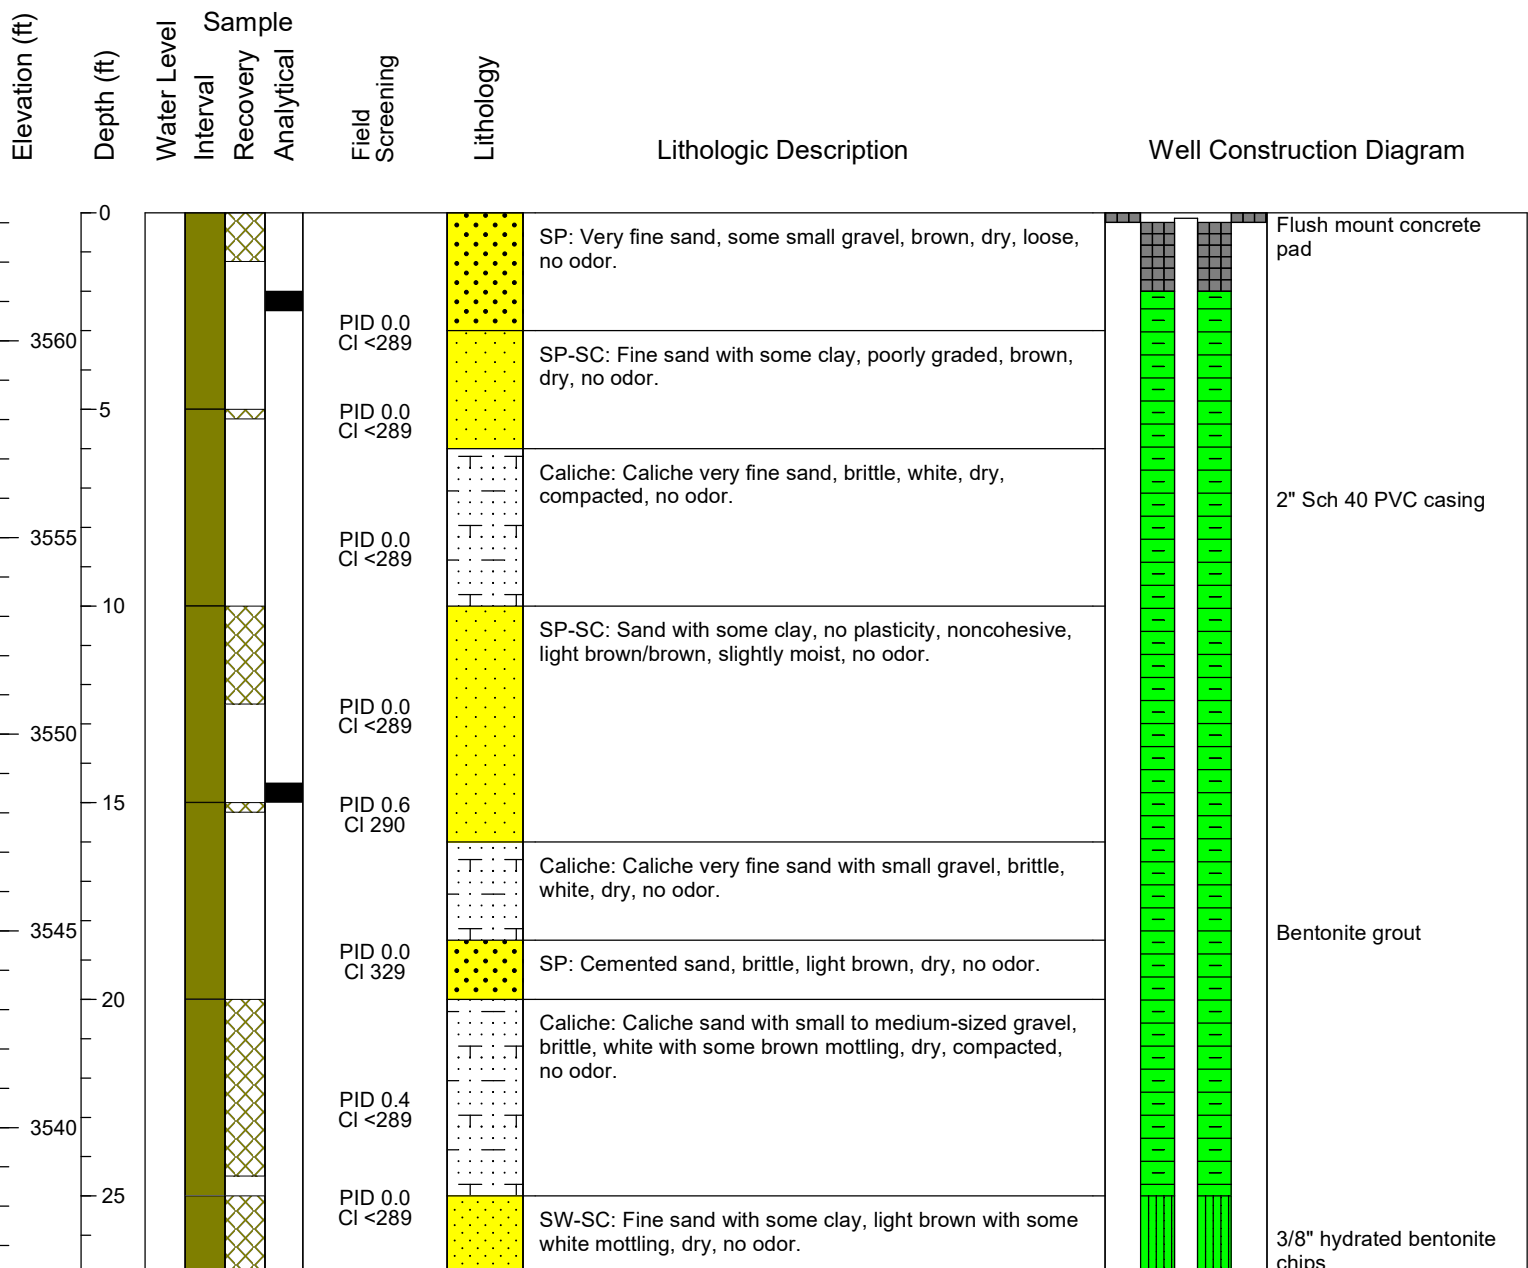 Elevation (ft)
Depth (ft)
Water Level
Sample
Interval
Recovery
Analytical
Field
Screening
Lithology
Lithologic Description
Well Construction Diagram
0
SP: Very fine sand, some small gravel, brown, dry, loose,
no odor.
Flush mount concrete
pad
PID 0.0
Cl <289
3560
SP-SC: Fine sand with some clay, poorly graded, brown,
dry, no odor.
5
PID 0.0
Cl <289
Caliche: Caliche very fine sand, brittle, white, dry,
compacted, no odor.
2" Sch 40 PVC casing
3555
PID 0.0
Cl <289
10
SP-SC: Sand with some clay, no plasticity, noncohesive,
light brown/brown, slightly moist, no odor.
PID 0.0
Cl <289
3550
15
PID 0.6
Cl 290
Caliche: Caliche very fine sand with small gravel, brittle,
white, dry, no odor.
3545
Bentonite grout
PID 0.0
Cl 329
SP: Cemented sand, brittle, light brown, dry, no odor.
20
Caliche: Caliche sand with small to medium-sized gravel,
brittle, white with some brown mottling, dry, compacted,
no odor.
PID 0.4
Cl <289
3540
25
PID 0.0
Cl <289
SW-SC: Fine sand with some clay, light brown with some
white mottling, dry, no odor.
3/8" hydrated bentonite
chips